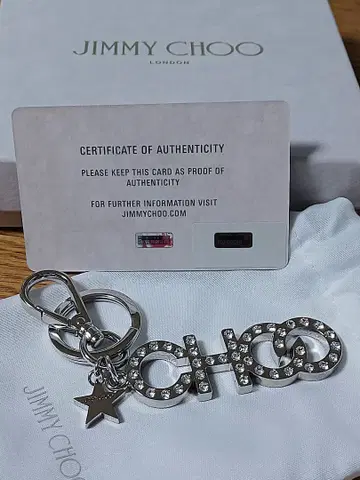 JIMMY CHOO
LONDON
CERTIFICATE OF AUTHENTICITY
PLEASE KEEP THIS CARD AS PROOF OF
AUTHENTICITY
FOR FURTHER INFORMATION VISIT
JIMMYCHOO.COM
CHOO
JIMMY CHOO